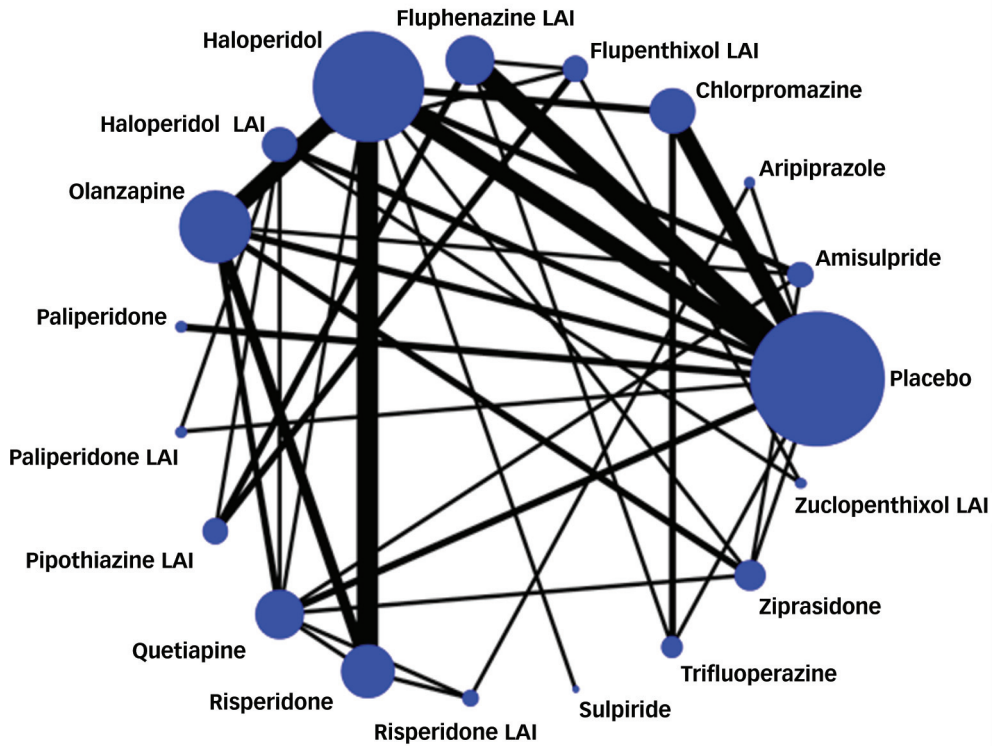 Fluphenazine LAI
Haloperidol
Flupenthixol LAI
Chlorpromazine
Haloperidol LAI
Aripiprazole
Olanzapine
Amisulpride
Paliperidone
Placebo
Paliperidone LAI
Zuclopenthixol LAI
Pipothiazine LAI
Ziprasidone
Quetiapine
Trifluoperazine
Risperidone
Sulpiride
Risperidone LAI